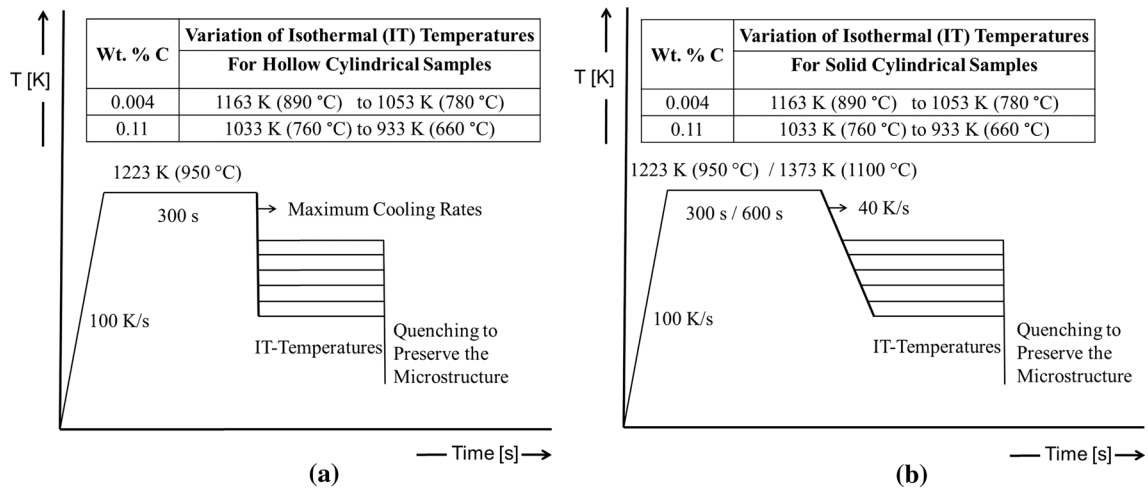 T [K]
Wt. % C
Variation of Isothermal (IT) Temperatures
For Hollow Cylindrical Samples
0.004 1163 K (890 °C) to 1053 K (780 °C)
0.11 1033 K (760 °C) to 933 K (660 °C)
1223 K (950 °C)
300 s
Maximum Cooling Rates
100 K/s
IT-Temperatures
Quenching to
Preserve the
Microstructure
Time [s]
(a)
T [K]
Wt. % C
Variation of Isothermal (IT) Temperatures
For Solid Cylindrical Samples
0.004 1163 K (890 °C) to 1053 K (780 °C)
0.11 1033 K (760 °C) to 933 K (660 °C)
1223 K (950 °C) / 1373 K (1100 °C)
300 s / 600 s
40 K/s
100 K/s
IT-Temperatures
Quenching to
Preserve the
Microstructure
Time [s]
(b)